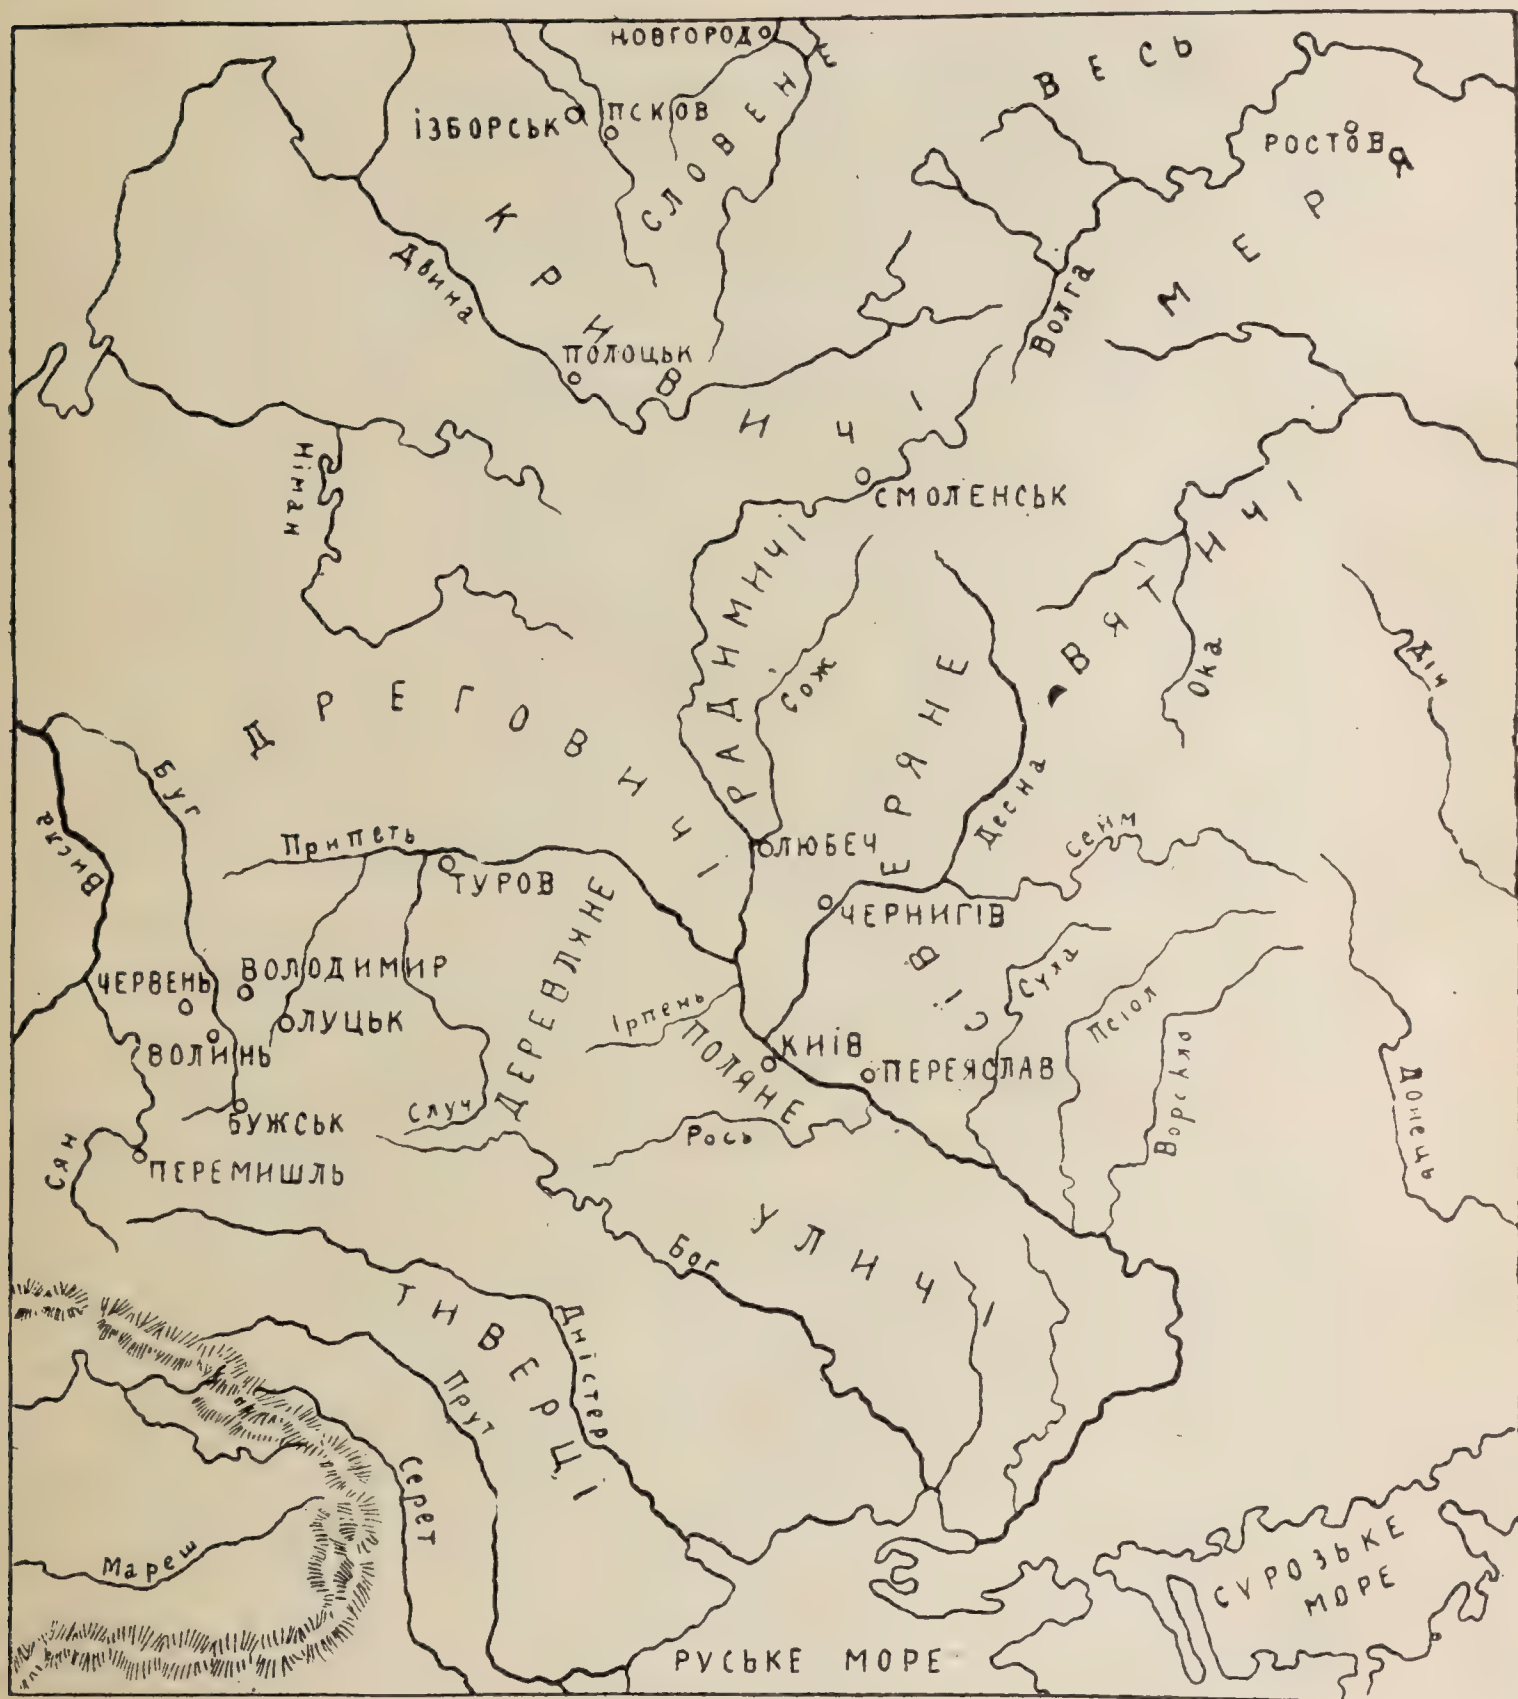 НОВГОРОД
ВЕСЬ
ІЗБОРСЬК
ПСКОВ
СЛОВЕНЕ
РОСТОВ
МЕРЯ
КРИВИЧІ
Двина
Волга
ПОЛОЦЬК
Німан
СМОЛЕНСЬК
РАДИМИЧІ
ВЯТИЧІ
Сож
Ока
Дін
ДРЕГОВИЧІ
СІВЕРЯНЕ
Буг
Висла
Десна
Сейм
Припеть
ЛЮБЕЧ
ТУРОВ
ЧЕРНИГІВ
ДЕРЕВЛЯНЕ
ЧЕРВЕНЬ
ВОЛОДИМИР
Сула
Псіол
Ірпень
ЛУЦЬК
ПОЛЯНЕ
КИЇВ
ВОЛИНЬ
ПЕРЕЯСЛАВ
Ворскло
Донець
Случ
БУЖСЬК
Рось
Сян
ПЕРЕМИШЛЬ
УЛИЧІ
Бог
ТИВЕРЦІ
Дністер
Прут
Серет
Мареш
СУРОЗЬКЕ
МОРЕ
РУСЬКЕ МОРЕ